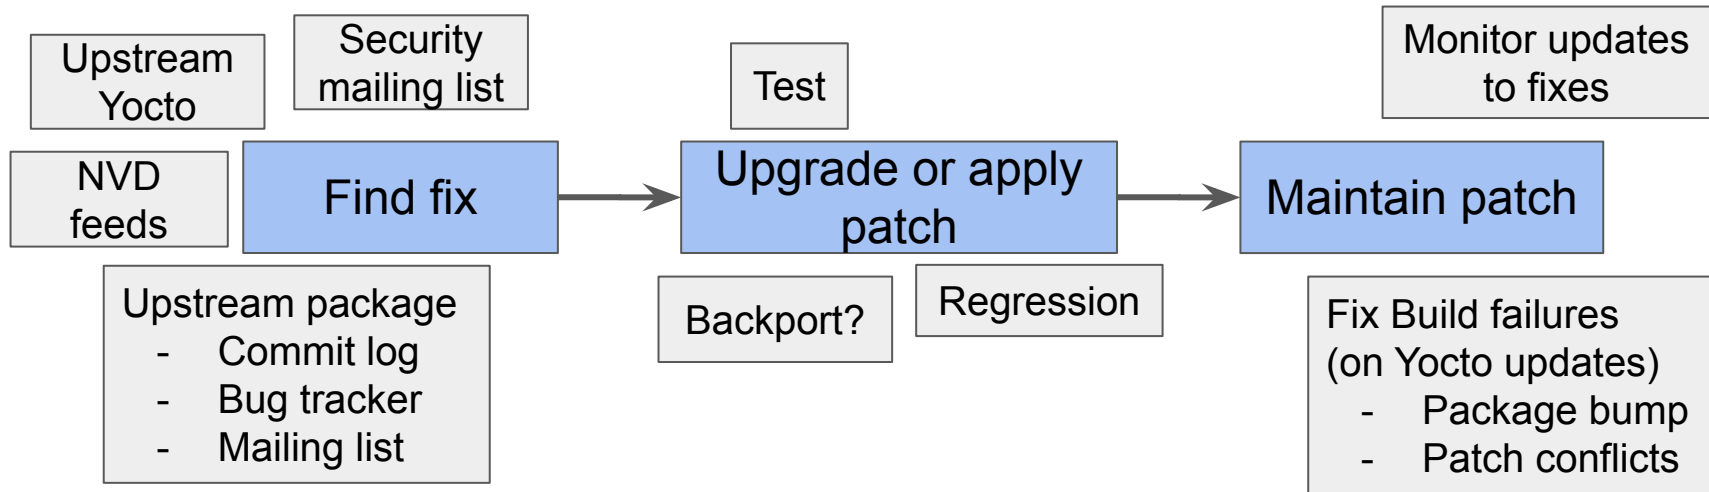 Upstream
Yocto
Security
mailing list
NVD
feeds
Find fix
Upstream package
- Commit log
- Bug tracker
- Mailing list
Test
Upgrade or apply
patch
Backport?
Regression
Monitor updates
to fixes
Maintain patch
Fix Build failures
(on Yocto updates)
- Package bump
- Patch conflicts